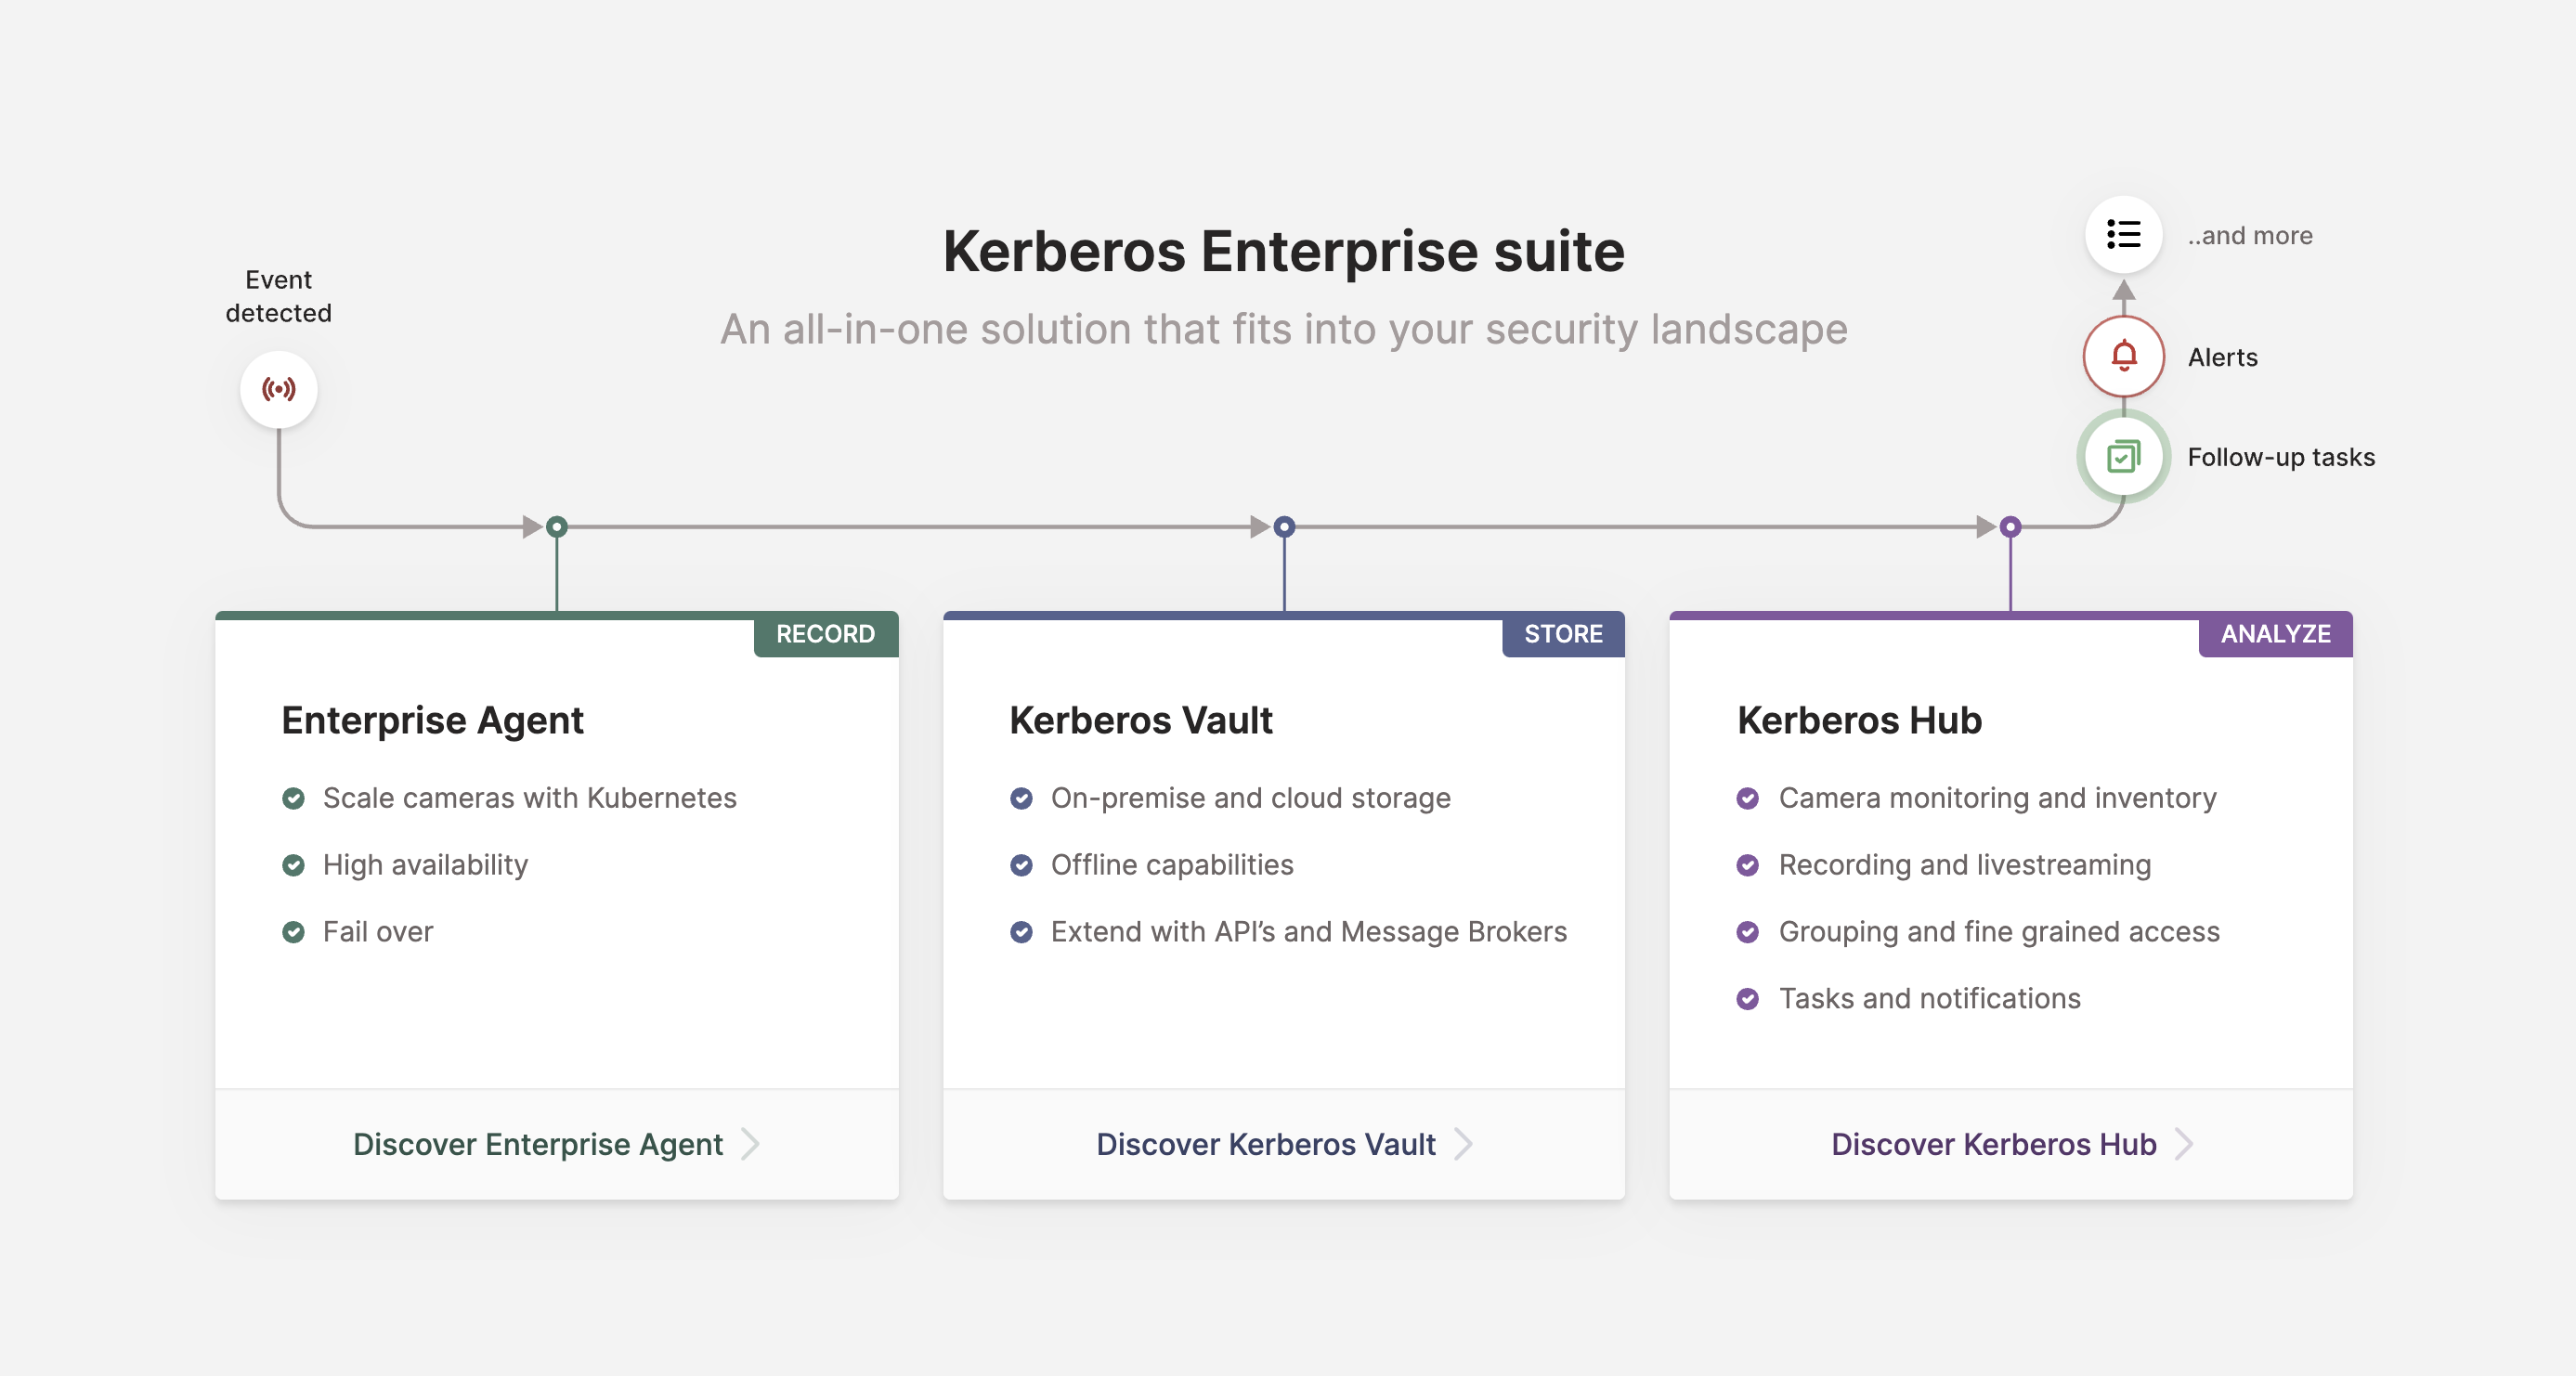 Kerberos Enterprise suite
An all-in-one solution that fits into your security landscape
Event
detected
..and more
Alerts
Follow-up tasks
RECORD
Enterprise Agent
Scale cameras with Kubernetes
High availability
Fail over
Discover Enterprise Agent
STORE
Kerberos Vault
On-premise and cloud storage
Offline capabilities
Extend with API’s and Message Brokers
Discover Kerberos Vault
ANALYZE
Kerberos Hub
Camera monitoring and inventory
Recording and livestreaming
Grouping and fine grained access
Tasks and notifications
Discover Kerberos Hub